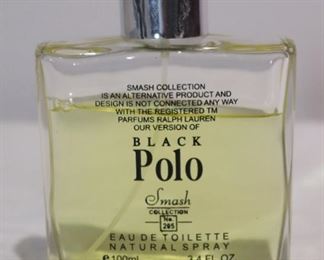 SMASH COLLECTION
IS AN ALTERNATIVE PRODUCT AND
DESIGN IS NOT CONNECTED ANY WAY
WITH THE REGISTERED TM
PARFUMS RALPH LAUREN
OUR VERSION OF
BLACK
Polo
Smash
COLLECTION
No.
205
EAU DE TOILETTE
NATURAL SPRAY
e100ml 3.4 FL.OZ